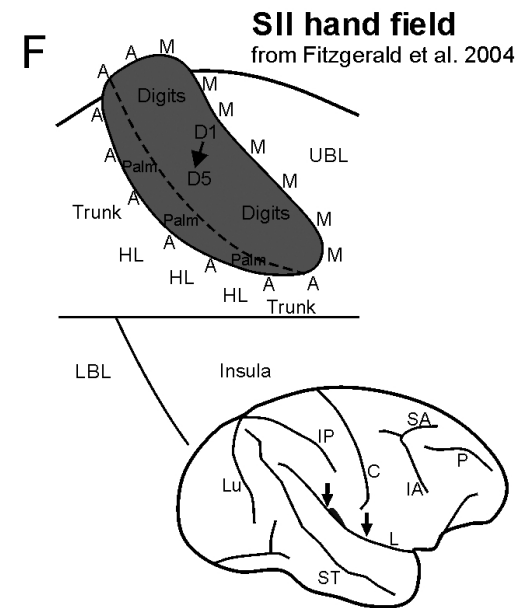 SII hand field
F
from Fitzgerald et al. 2004
A
A
M
A
Digits
M
A
M
D1
M
UBL
A
Palm
D5
M
A
Trunk
Palm
Digits
M
HL
A
HL
A
Palm
M
HL
A
A
Trunk
LBL
Insula
SA
IP
P
C
Lu
IA
L
ST